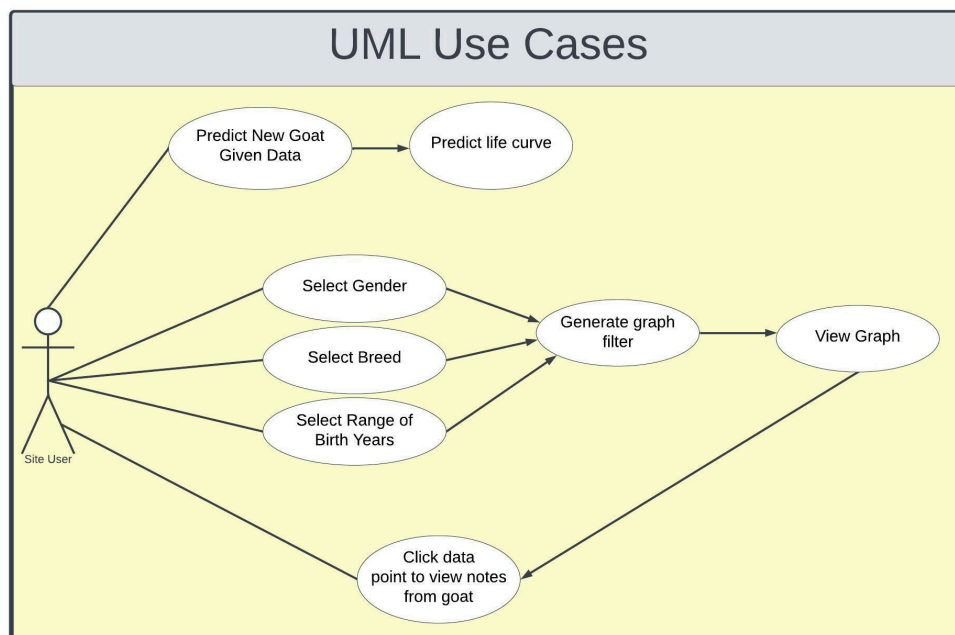 UML Use Cases
Predict New Goat
Given Data
Predict life curve
Select Gender
Generate graph
filter
View Graph
Select Breed
Select Range of
Birth Years
Site User
Click data
point to view notes
from goat